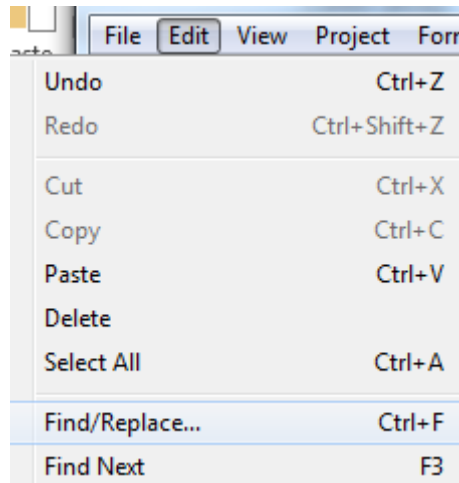 File Edit View Project
Undo Ctrl+Z
Redo Ctrl+Shift+Z
Cut Ctrl+X
Copy Ctrl+C
Paste Ctrl+V
Delete
Select All Ctrl+A
Find/Replace... Ctrl+F
Find Next F3